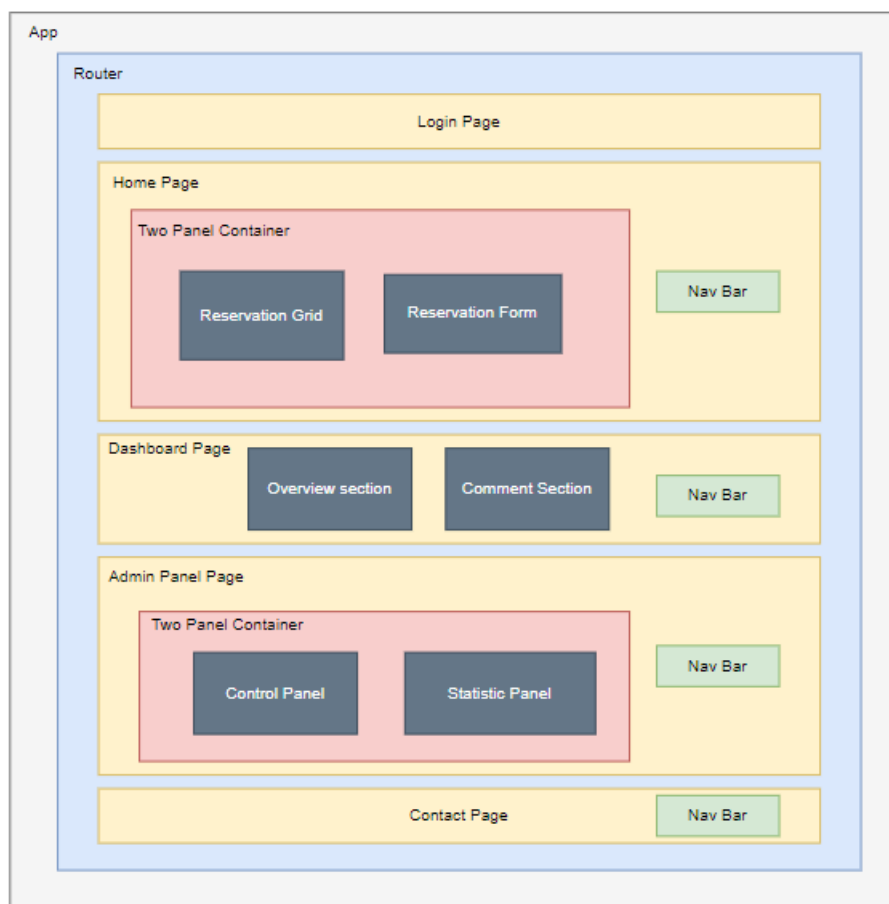 App
Router
Login Page
Home Page
Two Panel Container
Reservation Grid
Reservation Form
Nav Bar
Dashboard Page
Overview section
Comment Section
Nav Bar
Admin Panel Page
Two Panel Container
Control Panel
Statistic Panel
Nav Bar
Contact Page
Nav Bar